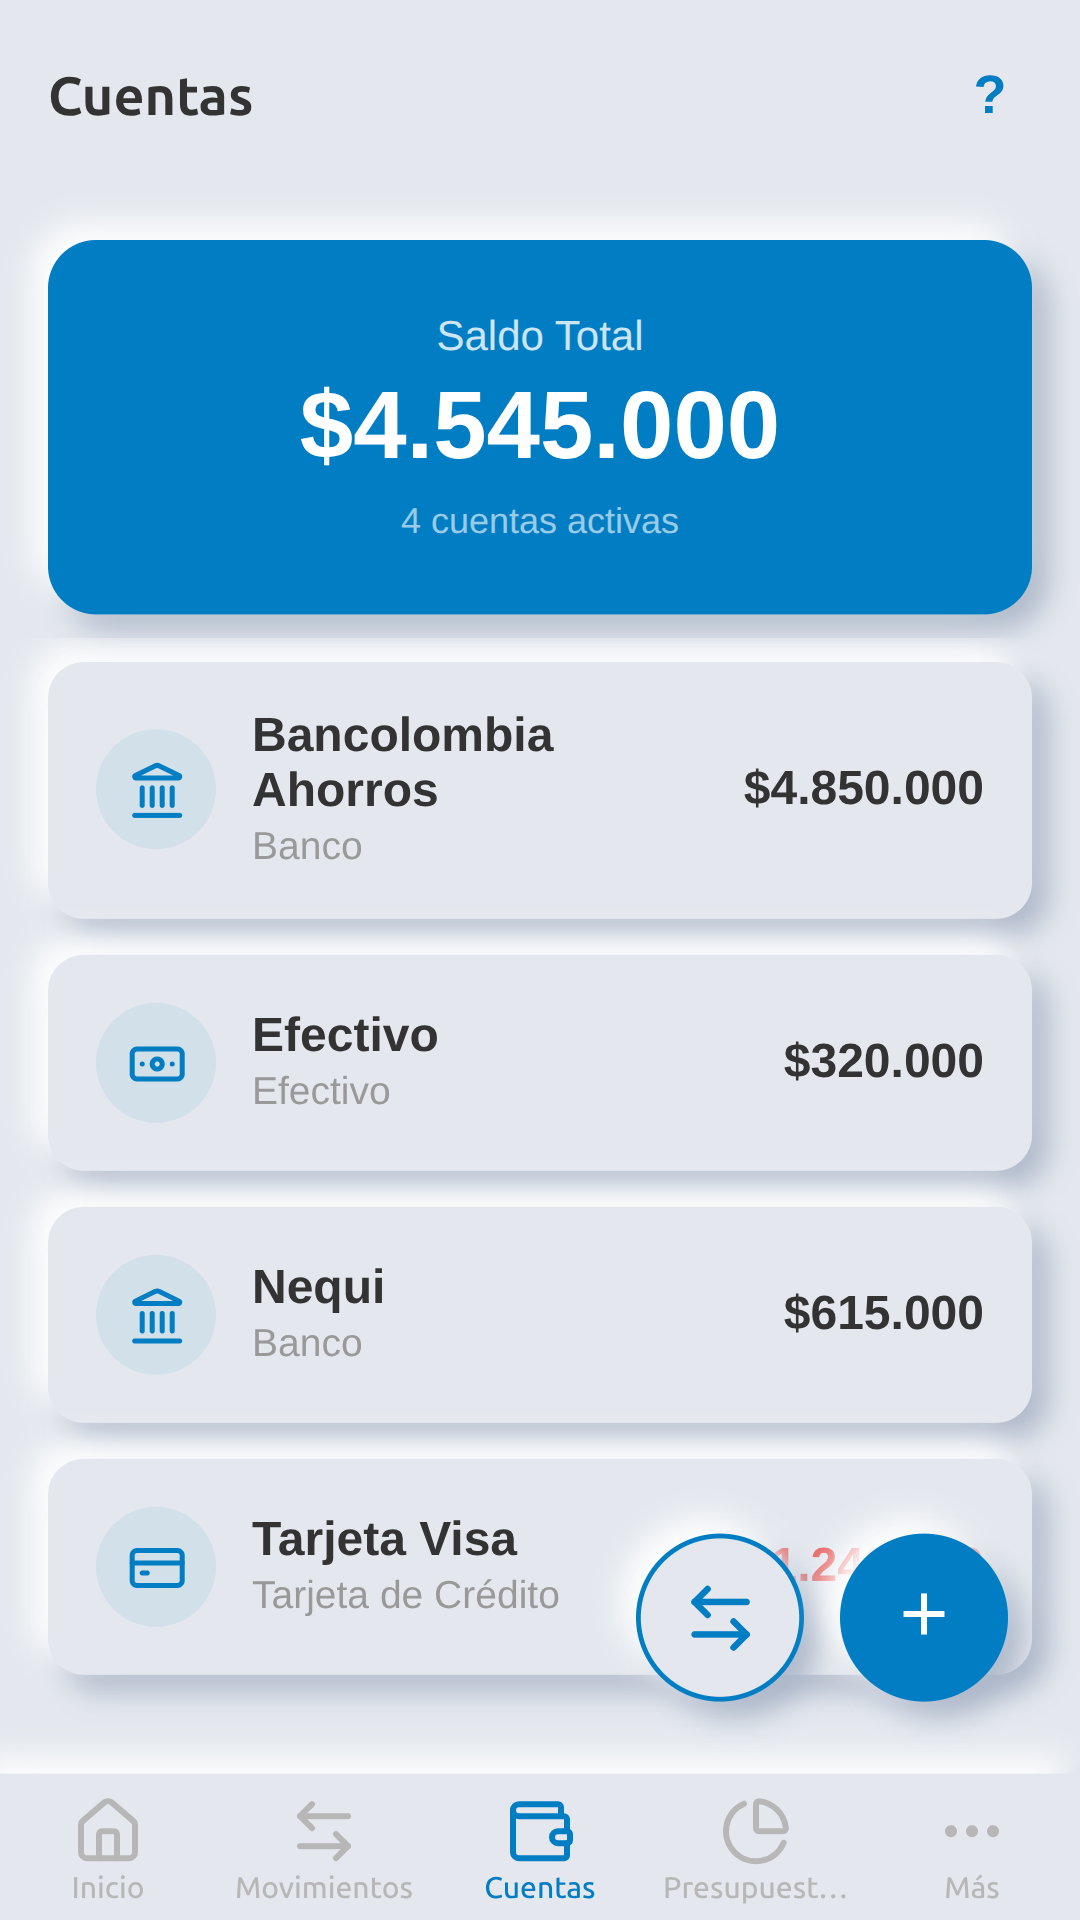 Cuentas
?
Saldo Total
$4.545.000
4 cuentas activas
Bancolombia
Ahorros
Banco
$4.850.000
Efectivo
Efectivo
$320.000
Nequi
Banco
$615.000
Tarjeta Visa
Tarjeta de Crédito
+
Inicio
Movimientos
Cuentas
Presupuest...
Más